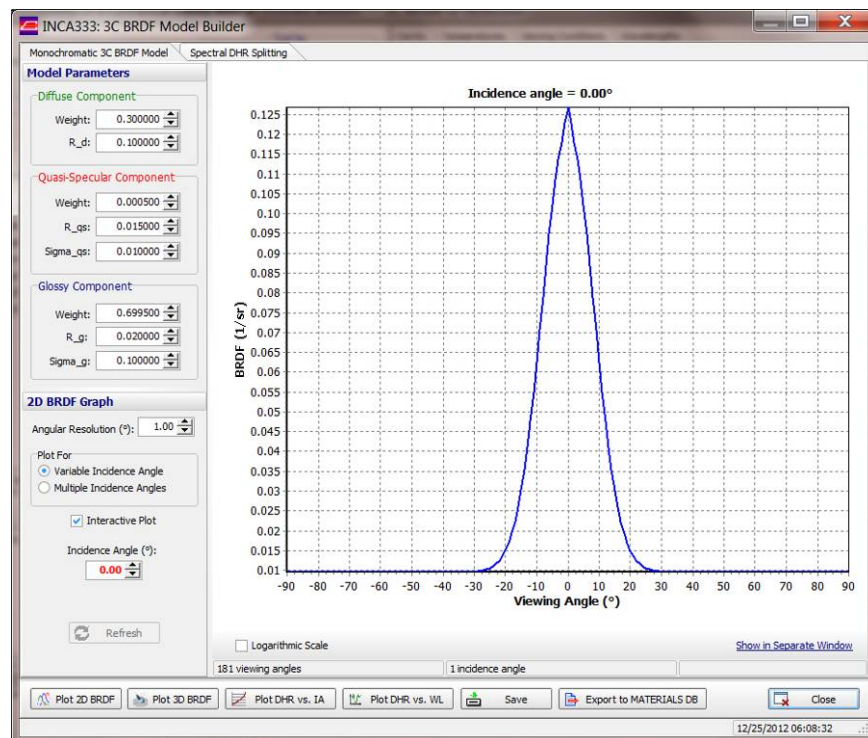 INCA333: 3C BRDF Model Builder
Monochromatic 3C BRDF Model
Spectral DHR Splitting
Model Parameters
Diffuse Component
Weight: 0.300000
R_d: 0.100000
Quasi-Specular Component
Weight: 0.000500
R_qs: 0.015000
Sigma_qs: 0.010000
Glossy Component
Weight: 0.699500
R_g: 0.020000
Sigma_g: 0.100000
2D BRDF Graph
Angular Resolution (°): 1.00
Plot For
Variable Incidence Angle
Multiple Incidence Angles
Interactive Plot
Incidence Angle (°):
0.00
Refresh
Incidence angle = 0.00°
BRDF (1/sr)
0.125
0.12
0.115
0.11
0.105
0.10
0.095
0.09
0.085
0.08
0.075
0.07
0.065
0.06
0.055
0.05
0.045
0.04
0.035
0.03
0.025
0.02
0.015
0.01
-90 -80 -70 -60 -50 -40 -30 -20 -10 0 10 20 30 40 50 60 70 80 90
Viewing Angle (°)
Logarithmic Scale
Show in Separate Window
181 viewing angles
1 incidence angle
Plot 2D BRDF
Plot 3D BRDF
Plot DHR vs. IA
Plot DHR vs. WL
Save
Export to MATERIALS DB
Close
12/25/2012 06:08:32